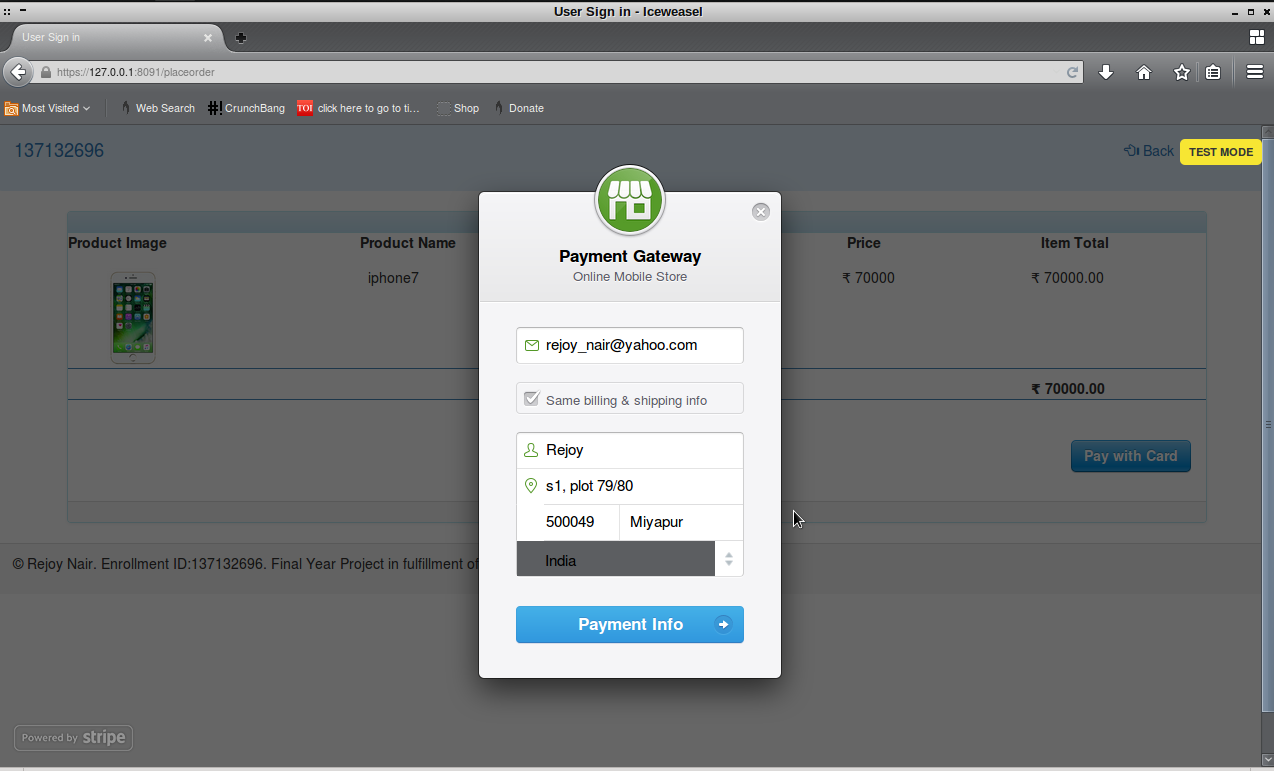 User Sign in - Iceweasel
User Sign in
https://127.0.0.1:8091/placeorder
Most Visited
Web Search
#! CrunchBang
TOI click here to go to ti...
Shop
Donate
137132696
Back
TEST MODE
Payment Gateway
Online Mobile Store
Product Image Product Name Price Item Total
iphone7 ₹ 70000 ₹ 70000.00
₹ 70000.00
rejoy_nair@yahoo.com
Same billing & shipping info
Rejoy
s1, plot 79/80
500049 Miyapur
India
Payment Info
Pay with Card
© Rejoy Nair. Enrollment ID:137132696. Final Year Project in fulfillment of
Powered by stripe